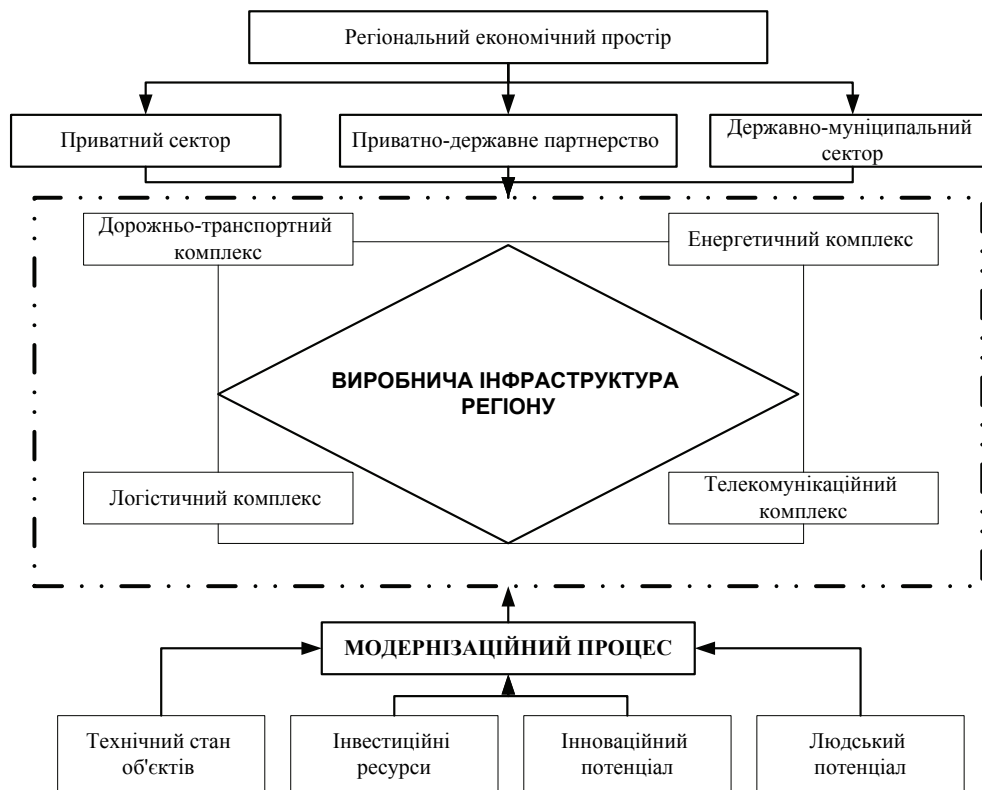 Регіональний економічний простір
Приватний сектор
Приватно-державне партнерство
Державно-муніципальний
сектор
Дорожньо-транспортний
комплекс
Енергетичний комплекс
ВИРОБНИЧА ІНФРАСТРУКТУРА
РЕГІОНУ
Логістичний комплекс
Телекомунікаційний
комплекс
МОДЕРНІЗАЦІЙНИЙ ПРОЦЕС
Технічний стан
об'єктів
Інвестиційні
ресурси
Інноваційний
потенціал
Людський
потенціал